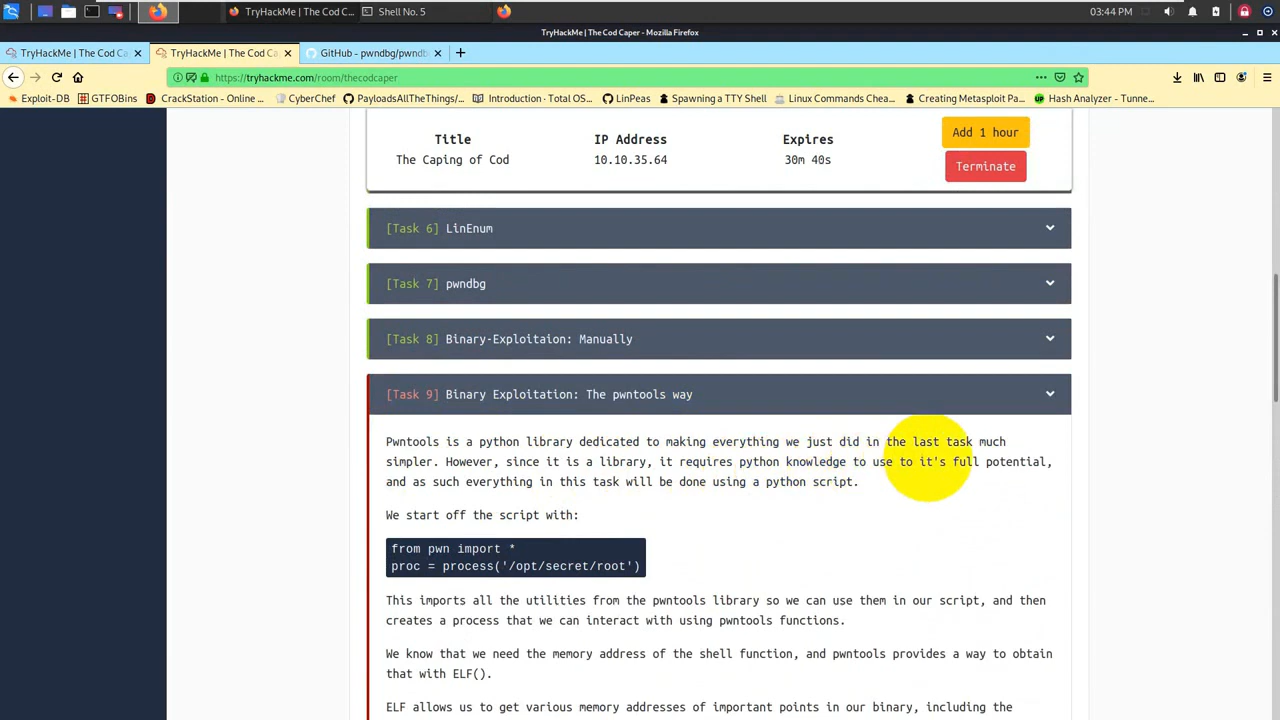 TryHackMe | The Cod C...
Shell No. 5
03:44 PM
TryHackMe | The Cod Caper - Mozilla Firefox
TryHackMe | The Cod Ca
TryHackMe | The Cod Ca
GitHub - pwndbg/pwndb
https://tryhackme.com/room/thecodcaper
Exploit-DB
GTFOBins
CrackStation - Online ...
CyberChef
PayloadsAllTheThings/...
Introduction · Total OS...
LinPeas
Spawning a TTY Shell
Linux Commands Chea...
Creating Metasploit Pa...
Hash Analyzer - Tunne...
Title IP Address Expires
Add 1 hour
The Caping of Cod 10.10.35.64 30m 40s
Terminate
[Task 6] LinEnum
[Task 7] pwndbg
[Task 8] Binary-Exploitaion: Manually
[Task 9] Binary Exploitation: The pwntools way
Pwntools is a python library dedicated to making everything we just did in the last task much
simpler. However, since it is a library, it requires python knowledge to use to it's full potential,
and as such everything in this task will be done using a python script.
We start off the script with:
from pwn import *
proc = process('/opt/secret/root')
This imports all the utilities from the pwntools library so we can use them in our script, and then
creates a process that we can interact with using pwntools functions.
We know that we need the memory address of the shell function, and pwntools provides a way to obtain
that with ELF().
ELF allows us to get various memory addresses of important points in our binary, including the